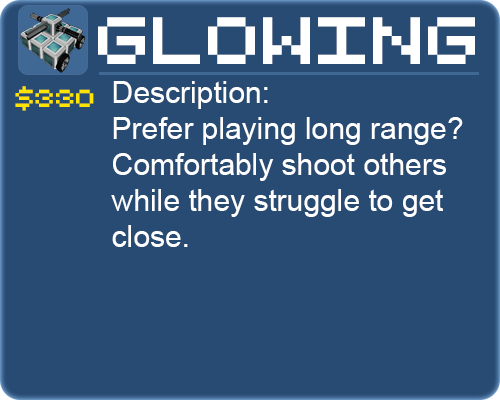 GLOWING
$330
Description:
Prefer playing long range?
Comfortably shoot others
while they struggle to get
close.